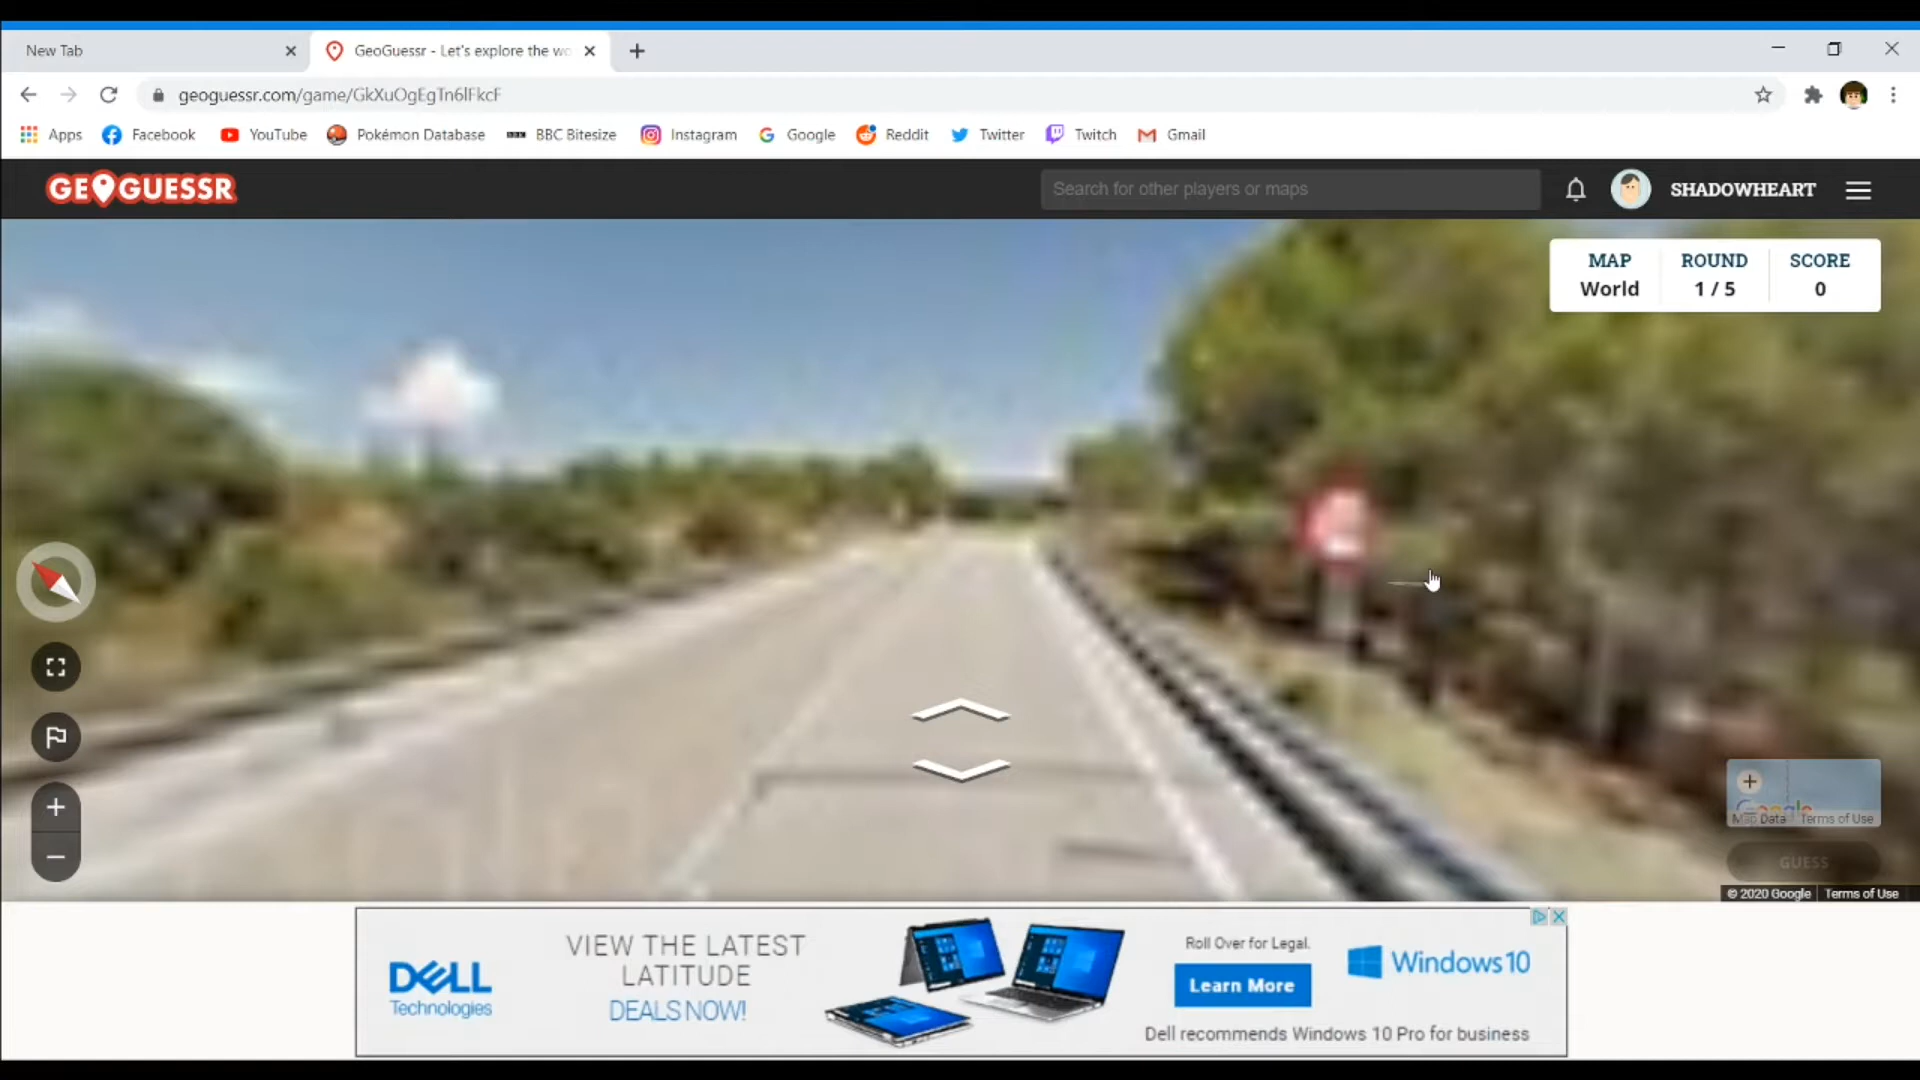 New Tab
GeoGuessr - Let's explore the wo
geoguessr.com/game/GkXuOgEgTn6lFkcF
Apps Facebook YouTube Pokémon Database BBC Bitesize Instagram Google Reddit Twitter Twitch Gmail
GEOGUESSR
Search for other players or maps
SHADOWHEART
MAP ROUND SCORE
World 1 / 5 0
Google
Map Data Terms of Use
GUESS
© 2020 Google Terms of Use
DELL
Technologies
VIEW THE LATEST
LATITUDE
DEALS NOW!
Roll Over for Legal.
Learn More
Windows 10
Dell recommends Windows 10 Pro for business